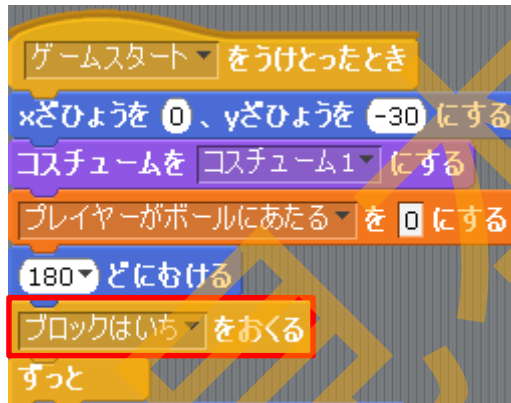 ゲームスタート をうけとったとき
xざひょうを 0 、yざひょうを -30 にする
コスチュームを コスチューム1 にする
プレイヤーがボールにあたる を 0 にする
180 どにむける
ブロックはいち をおくる
ずっと